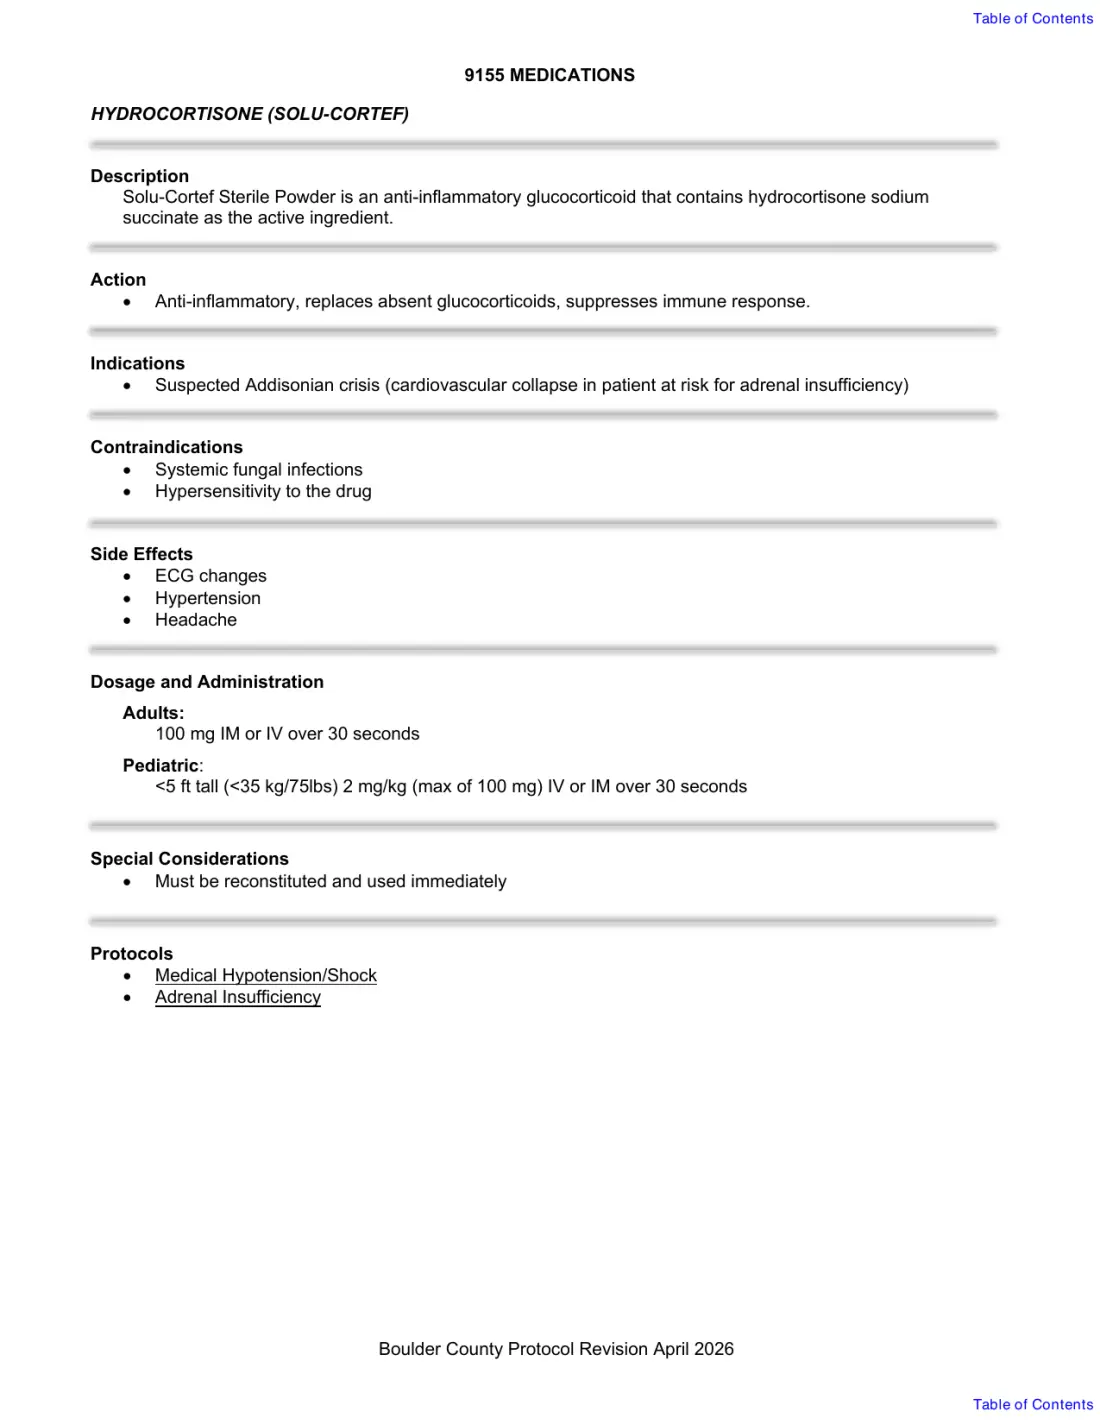 Table of Contents
9155 MEDICATIONS
HYDROCORTISONE (SOLU-CORTEF)
Description
Solu-Cortef Sterile Powder is an anti-inflammatory glucocorticoid that contains hydrocortisone sodium
succinate as the active ingredient.
Action
• Anti-inflammatory, replaces absent glucocorticoids, suppresses immune response.
Indications
• Suspected Addisonian crisis (cardiovascular collapse in patient at risk for adrenal insufficiency)
Contraindications
• Systemic fungal infections
• Hypersensitivity to the drug
Side Effects
• ECG changes
• Hypertension
• Headache
Dosage and Administration
Adults:
100 mg IM or IV over 30 seconds
Pediatric:
<5 ft tall (<35 kg/75lbs) 2 mg/kg (max of 100 mg) IV or IM over 30 seconds
Special Considerations
• Must be reconstituted and used immediately
Protocols
• Medical Hypotension/Shock
• Adrenal Insufficiency
Boulder County Protocol Revision April 2026
Table of Contents